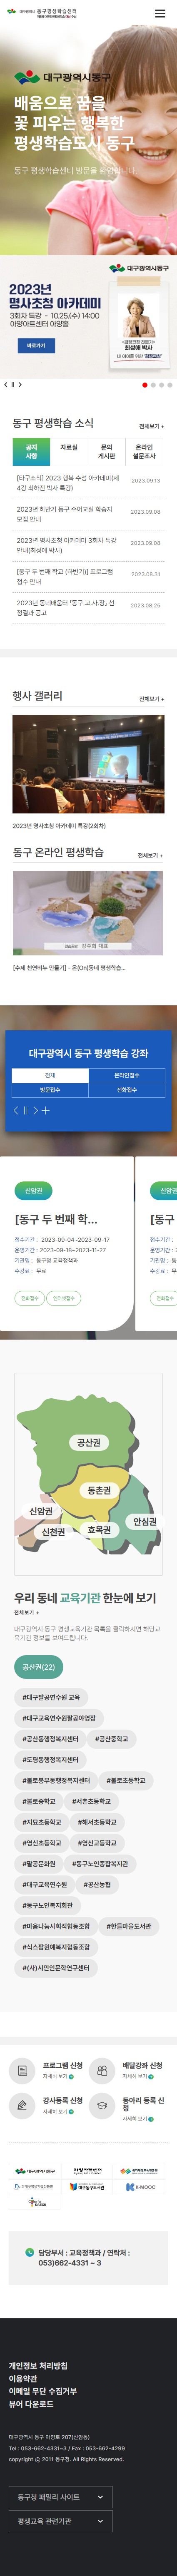 대구광역시동구 동구평생학습센터
대구광역시동구
배움으로 꿈을
꽃 피우는 행복한
평생학습도시 동구
동구 평생학습센터 방문을 환영합니다.
대구광역시동구
2023년
명사초청 아카데미
3회차 특강 - 10.25.(수) 14:00
아양아트센터 아양홀
바로가기
최성애 박사
동구 평생학습 소식
전체보기 +
공지사항
자료실
문의게시판
온라인설문조사
[타구소식] 2023 행복 수성 아카데미(제
4강 최하진 박사 특강)
2023.09.13
2023년 하반기 동구 수어교실 학습자
모집 안내
2023.09.08
2023년 명사초청 아카데미 3회차 특강
안내(최성애 박사)
2023.09.08
[동구 두 번째 학교 (하반기)] 프로그램
접수 안내
2023.08.31
2023년 동네배움터 「동구 고.사.장」 선
정결과 공고
2023.08.25
행사 갤러리
전체보기 +
2023년 명사초청 아카데미 특강(2회차)
동구 온라인 평생학습
전체보기 +
강주희 대표
[수제 천연비누 만들기] - 온(On)동네 평생학습...
대구광역시동구 평생학습 강좌
전체
온라인접수
방문접수
전화접수
신암권
[동구 두 번째 학...
접수기간 : 2023-09-04~2023-09-17
운영기간 : 2023-09-18~2023-11-27
기관명 : 동구청 교육정책과
수강료 : 무료
전화접수
인터넷접수
신암권
[동구
접수기간 :
운영기간 : 2
기관명 : 동
수강료 : 무
전화접수
공산권
동촌권
신암권
안심권
신천권
효목권
우리 동네 교육기관 한눈에 보기
전체보기 +
대구광역시 동구 평생교육기관 목록을 클릭하시면 해당교
육기관 정보를 보여드립니다.
공산권(22)
#대구팔공연수원 교육
#대구교육연수원팔공야영장
#공산동행정복지센터
#공산중학교
#도평동행정복지센터
#불로봉무동행정복지센터
#불로초등학교
#불로중학교
#서촌초등학교
#지묘초등학교
#해서초등학교
#영신초등학교
#영신고등학교
#팔공문화원
#동구노인종합복지관
#대구교육연수원
#공산농협
#동구노인복지회관
#마음나눔사회적협동조합
#한들마을도서관
#식스팜원예복지협동조합
#(사)시민인문학연구센터
프로그램 신청
자세히 보기
배달강좌 신청
자세히 보기
강사등록 신청
자세히 보기
동아리 등록 신
청
자세히 보기
대구광역시동구
대구동구도서관
K-MOOC
담당부서 : 교육정책과 / 연락처 :
053)662-4331 ~ 3
개인정보 처리방침
이용약관
이메일 무단 수집거부
뷰어 다운로드
대구광역시 동구 아양로 207(신암동)
Tel : 053-662-4331~3 / Fax : 053-662-4299
copyright ⓒ 2011 동구청. All Rights Reserved.
동구청 패밀리 사이트
평생교육 관련기관